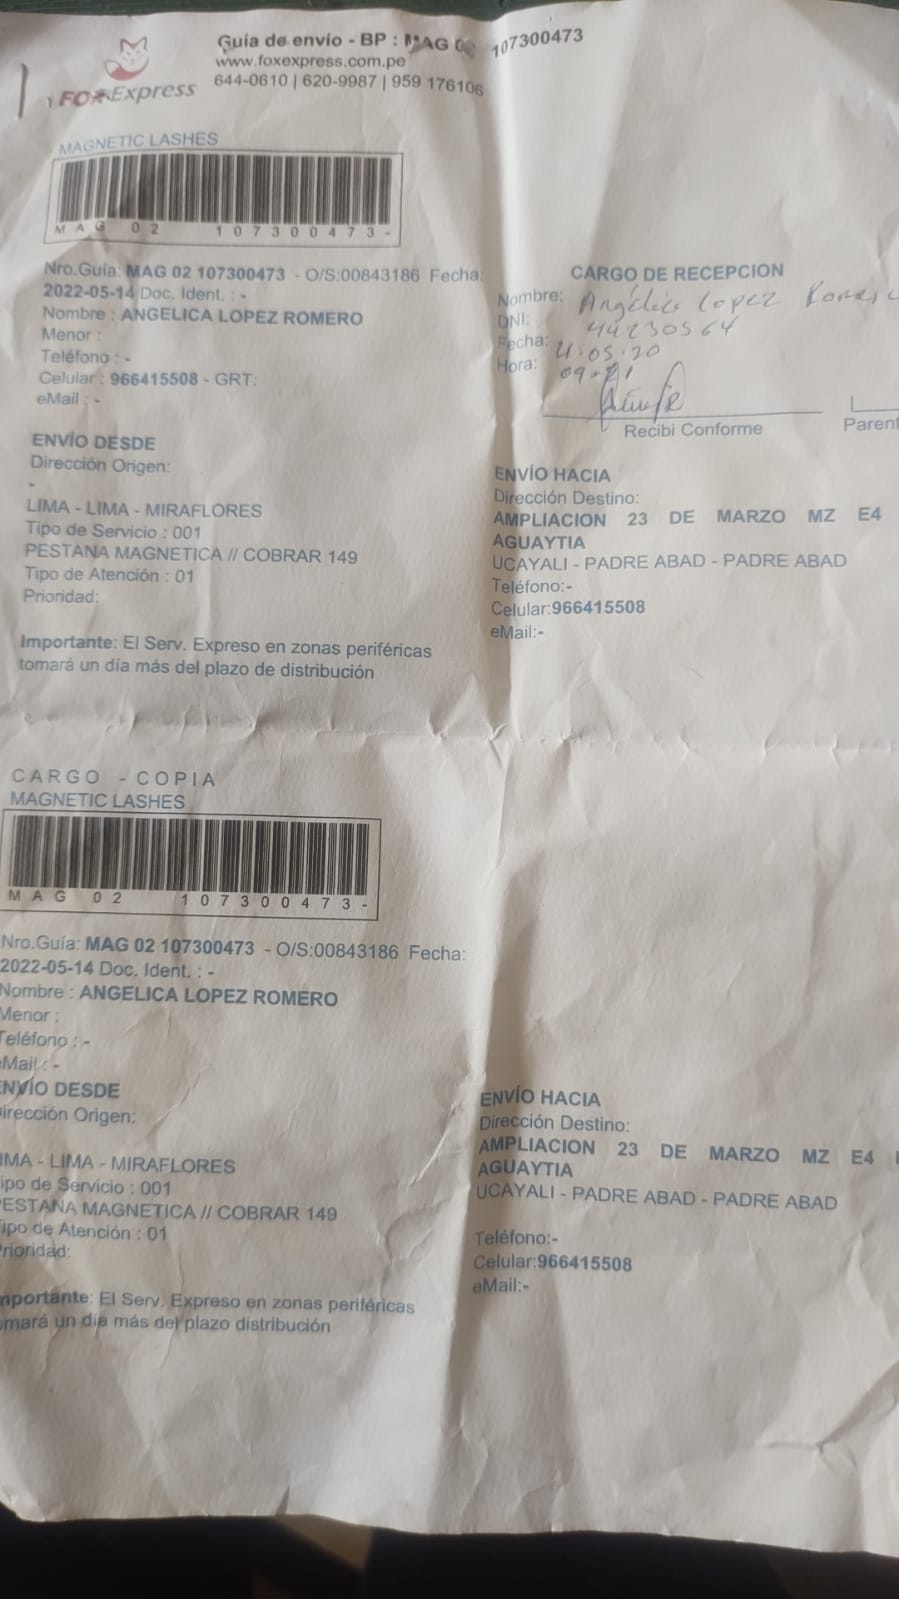 Guía de envío - BP : MAG 02 107300473
www.foxexpress.com.pe
644-0610 | 620-9987 | 959 176106
FOXExpress
MAGNETIC LASHES
MAG 02 107300473-
Nro.Guía: MAG 02 107300473 - O/S:00843186 Fecha:
2022-05-14 Doc. Ident. : -
Nombre : ANGELICA LOPEZ ROMERO
Menor :
Teléfono : -
Celular : 966415508 - GRT:
eMail : -
CARGO DE RECEPCION
Nombre: Angélica Lopez
DNI: 44230564
Fecha:
Hora: 09
Recibi Conforme
Parent
ENVÍO DESDE
Dirección Origen:
-
LIMA - LIMA - MIRAFLORES
Tipo de Servicio : 001
PESTANA MAGNETICA // COBRAR 149
Tipo de Atención : 01
Prioridad:
ENVÍO HACIA
Dirección Destino:
AMPLIACION 23 DE MARZO MZ E4
AGUAYTIA
UCAYALI - PADRE ABAD - PADRE ABAD
Teléfono:-
Celular:966415508
eMail:-
Importante: El Serv. Expreso en zonas periféricas
tomará un día más del plazo de distribución
CARGO - COPIA
MAGNETIC LASHES
MAG 02 107300473-
Nro.Guía: MAG 02 107300473 - O/S:00843186 Fecha:
2022-05-14 Doc. Ident. : -
Nombre : ANGELICA LOPEZ ROMERO
Menor :
Teléfono : -
eMail : -
ENVÍO DESDE
Dirección Origen:
LIMA - LIMA - MIRAFLORES
Tipo de Servicio : 001
PESTANA MAGNETICA // COBRAR 149
Tipo de Atención : 01
Prioridad:
ENVÍO HACIA
Dirección Destino:
AMPLIACION 23 DE MARZO MZ E4
AGUAYTIA
UCAYALI - PADRE ABAD - PADRE ABAD
Teléfono:-
Celular:966415508
eMail:-
Importante: El Serv. Expreso en zonas periféricas
tomará un día más del plazo distribución